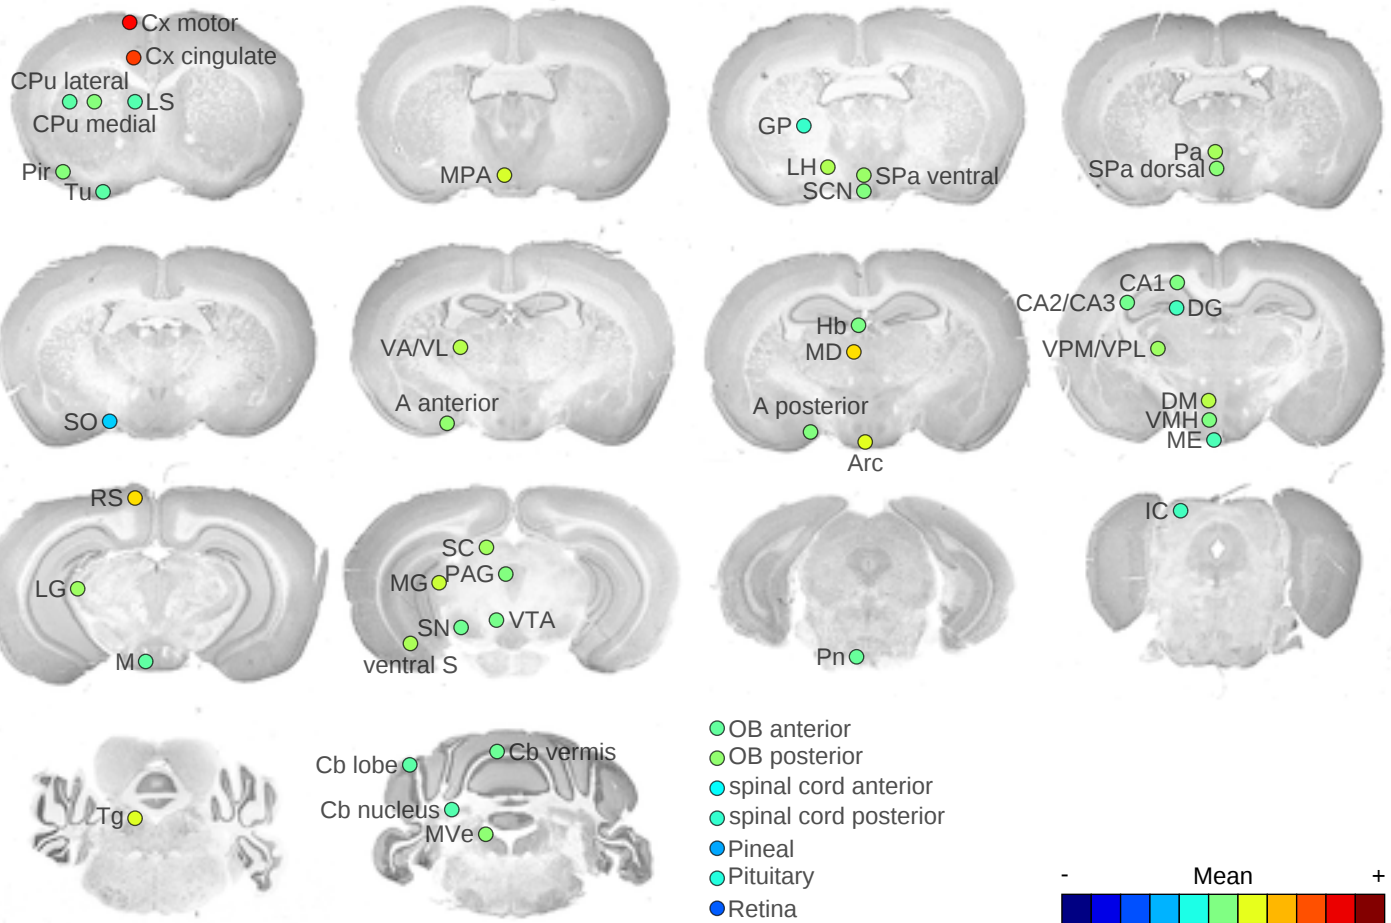 Cx motor
Cx cingulate
CPu lateral
LS
CPu medial
Pir
Tu
MPA
GP
LH
SPa ventral
SCN
Pa
SPa dorsal
SO
VA/VL
A anterior
Hb
MD
A posterior
Arc
CA1
CA2/CA3
DG
VPM/VPL
DM
VMH
ME
RS
LG
M
SC
MG
PAG
SN
VTA
ventral S
Pn
IC
Tg
Cb lobe
Cb vermis
Cb nucleus
MVe
OB anterior
OB posterior
spinal cord anterior
spinal cord posterior
Pineal
Pituitary
Retina
- Mean +